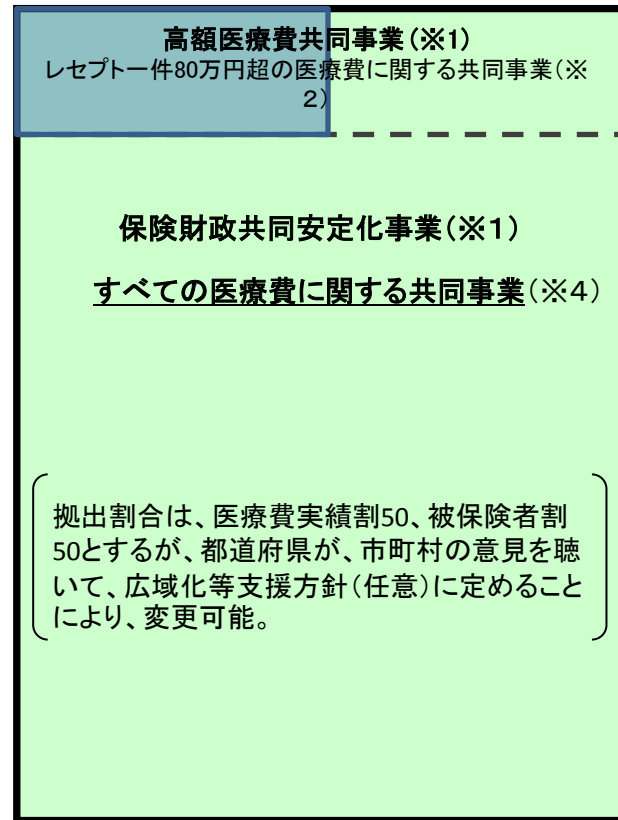 高額医療費共同事業(※1)
レセプト一件80万円超の医療費に関する共同事業(※
２)
保険財政共同安定化事業(※１)
すべての医療費に関する共同事業(※４)
拠出割合は、医療費実績割50、被保険者割
50とするが、都道府県が、市町村の意見を聴
いて、広域化等支援方針(任意)に定めること
により、変更可能。